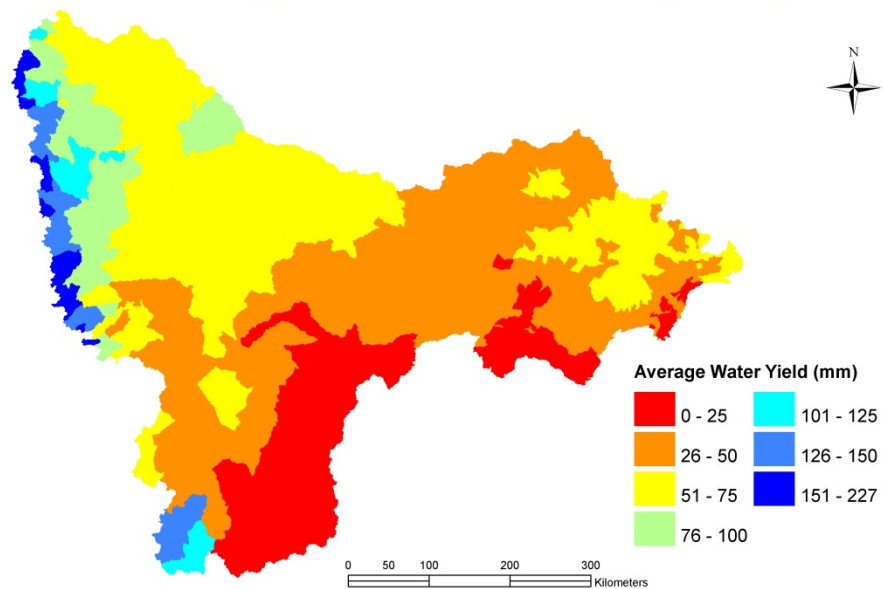 N
Average Water Yield (mm)
0 - 25
26 - 50
51 - 75
76 - 100
101 - 125
126 - 150
151 - 227
0 50 100 200 300
Kilometers